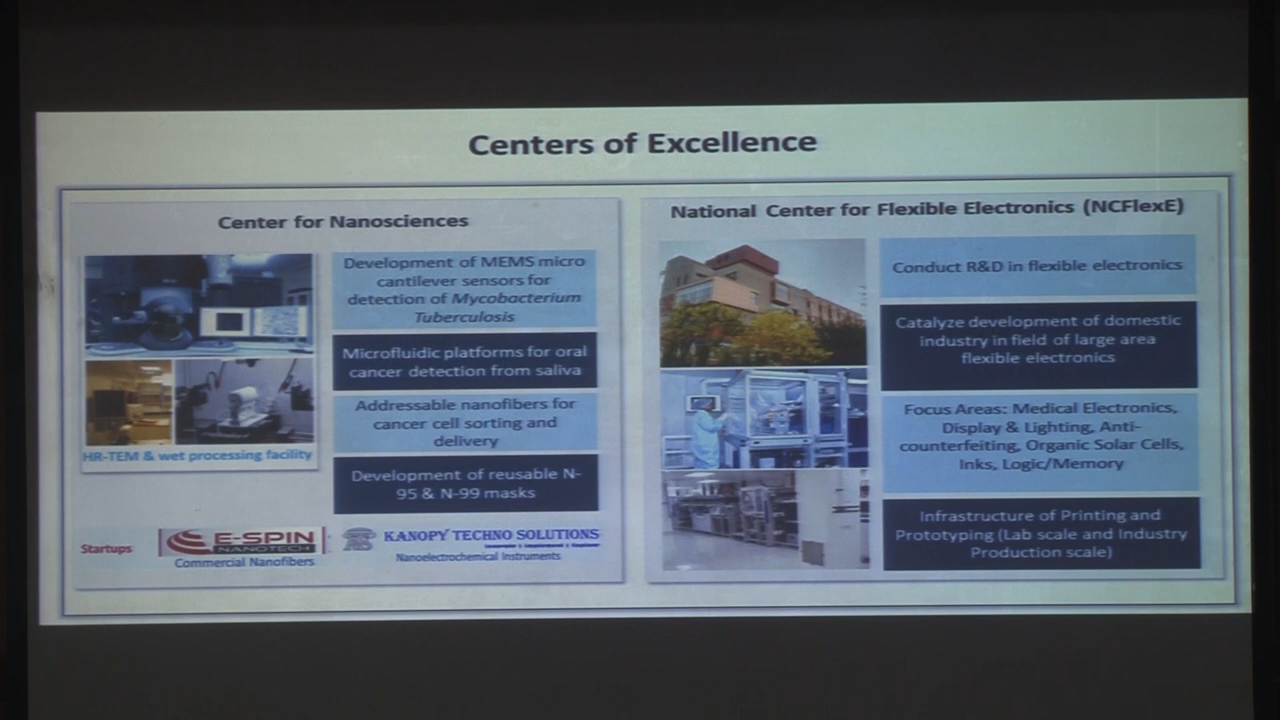 Centers of Excellence
Center for Nanosciences
Development of MEMS micro
cantilever sensors for
detection of Mycobacterium
Tuberculosis
Microfluidic platforms for oral
cancer detection from saliva
Addressable nanofibers for
cancer cell sorting and
delivery
Development of reusable N-
95 & N-99 masks
HR-TEM & wet processing facility
Startups
E-SPIN
NANOTECH
Commercial Nanofibers
KANOPY TECHNO SOLUTIONS
Nanoelectrochemical Instruments
National Center for Flexible Electronics (NCFlexE)
Conduct R&D in flexible electronics
Catalyze development of domestic
industry in field of large area
flexible electronics
Focus Areas: Medical Electronics,
Display & Lighting, Anti-
counterfeiting, Organic Solar Cells,
Inks, Logic/Memory
Infrastructure of Printing and
Prototyping (Lab scale and Industry
Production scale)